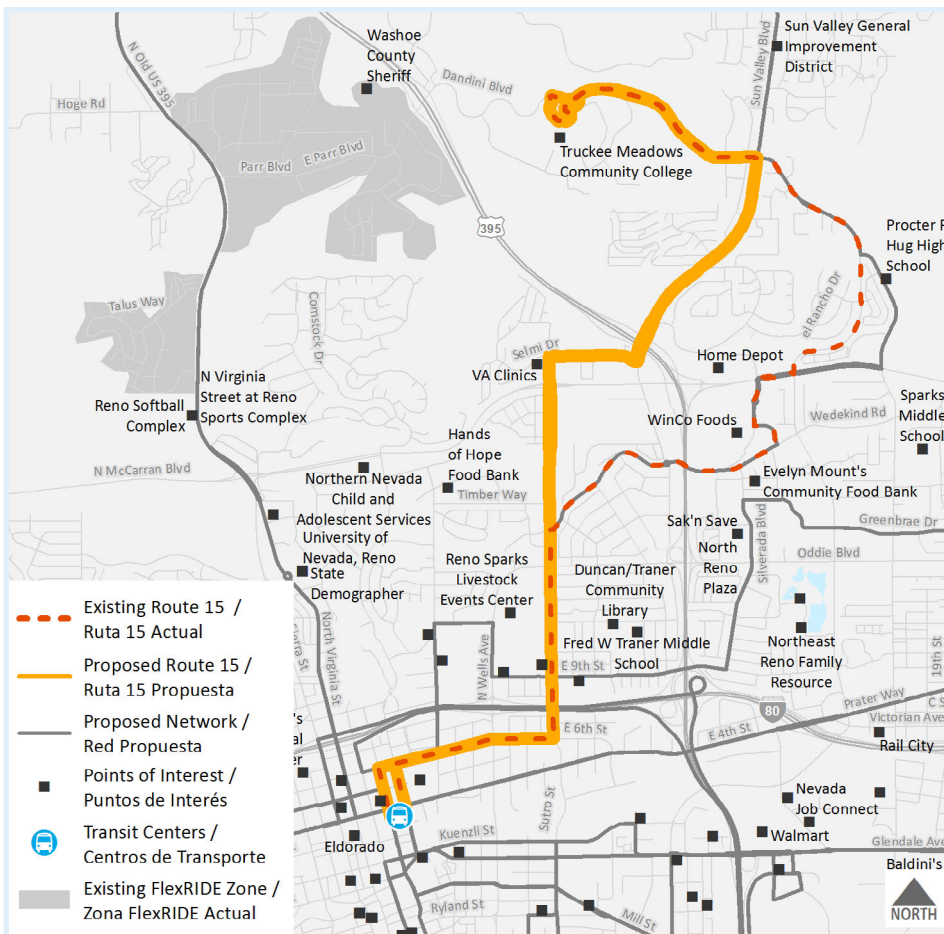 Sun Valley General
Improvement
District
Washoe
County
Sheriff
N Old US 395
Hoge Rd
Dandini Blvd
Sun Valley Blvd
Parr Blvd
E Parr Blvd
Truckee Meadows
Community College
395
Procter R
Hug High
School
Talus Way
Comstock Dr
el Rancho Dr
Selmi Dr
VA Clinics
Home Depot
N Virginia
Street at Reno
Sports Complex
Reno Softball
Complex
Sparks
Middle
School
Wedekind Rd
WinCo Foods
Hands
of Hope
Food Bank
N McCarran Blvd
Timber Way
Northern Nevada
Child and
Adolescent Services
Evelyn Mount's
Community Food Bank
Greenbrae Dr
University of
Nevada, Reno
State
Demographer
Sak'n Save
North
Reno
Plaza
Silverada Blvd
Oddie Blvd
Reno Sparks
Livestock
Events Center
Duncan/Traner
Community
Library
Fred W Traner Middle
School
Northeast
Reno Family
Resource
19th St
Sierra St
North Virginia St
N Wells Ave
E 9th St
80
Prater Way
C S
Victorian Ave
E 6th St
E 4th St
Rail City
's
al
er
Nevada
Job Connect
Sutro St
Kuenzli St
Eldorado
Walmart
Glendale Ave
Baldini's
Ryland St
Mill St
NORTH
Existing Route 15 /
Ruta 15 Actual
Proposed Route 15 /
Ruta 15 Propuesta
Proposed Network /
Red Propuesta
Points of Interest /
Puntos de Interés
Transit Centers /
Centros de Transporte
Existing FlexRIDE Zone /
Zona FlexRIDE Actual